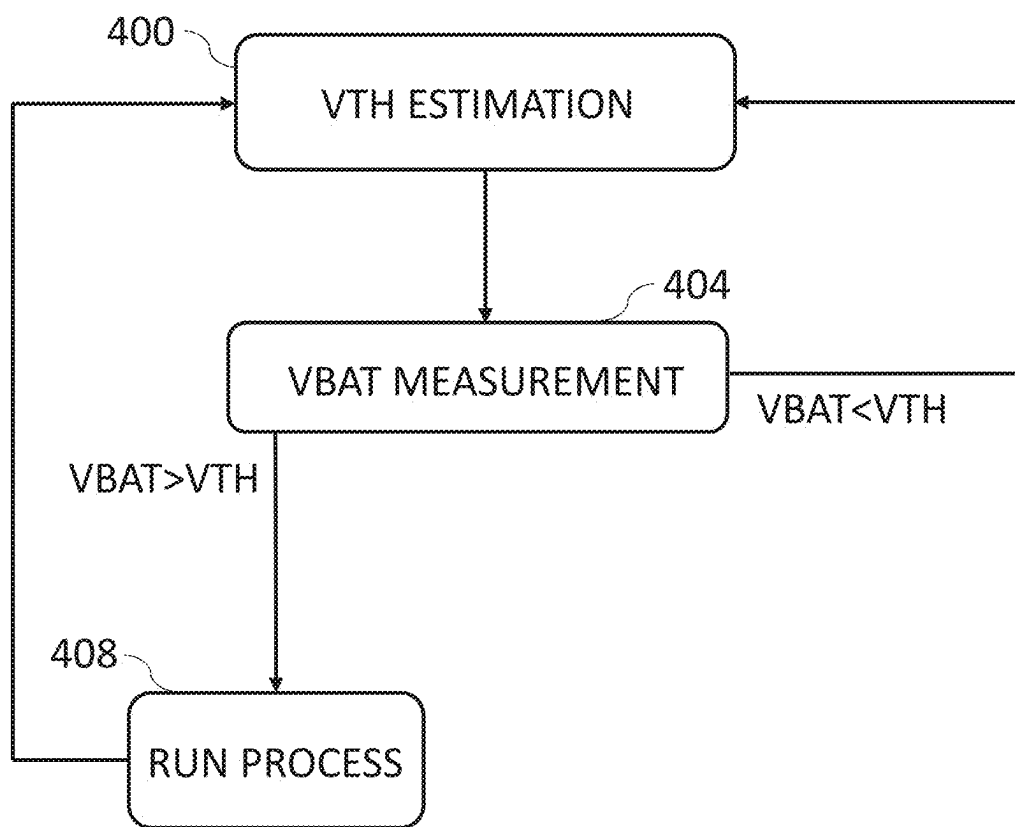 400
VTH ESTIMATION
404
VBAT MEASUREMENT
VBAT<VTH
VBAT>VTH
408
RUN PROCESS